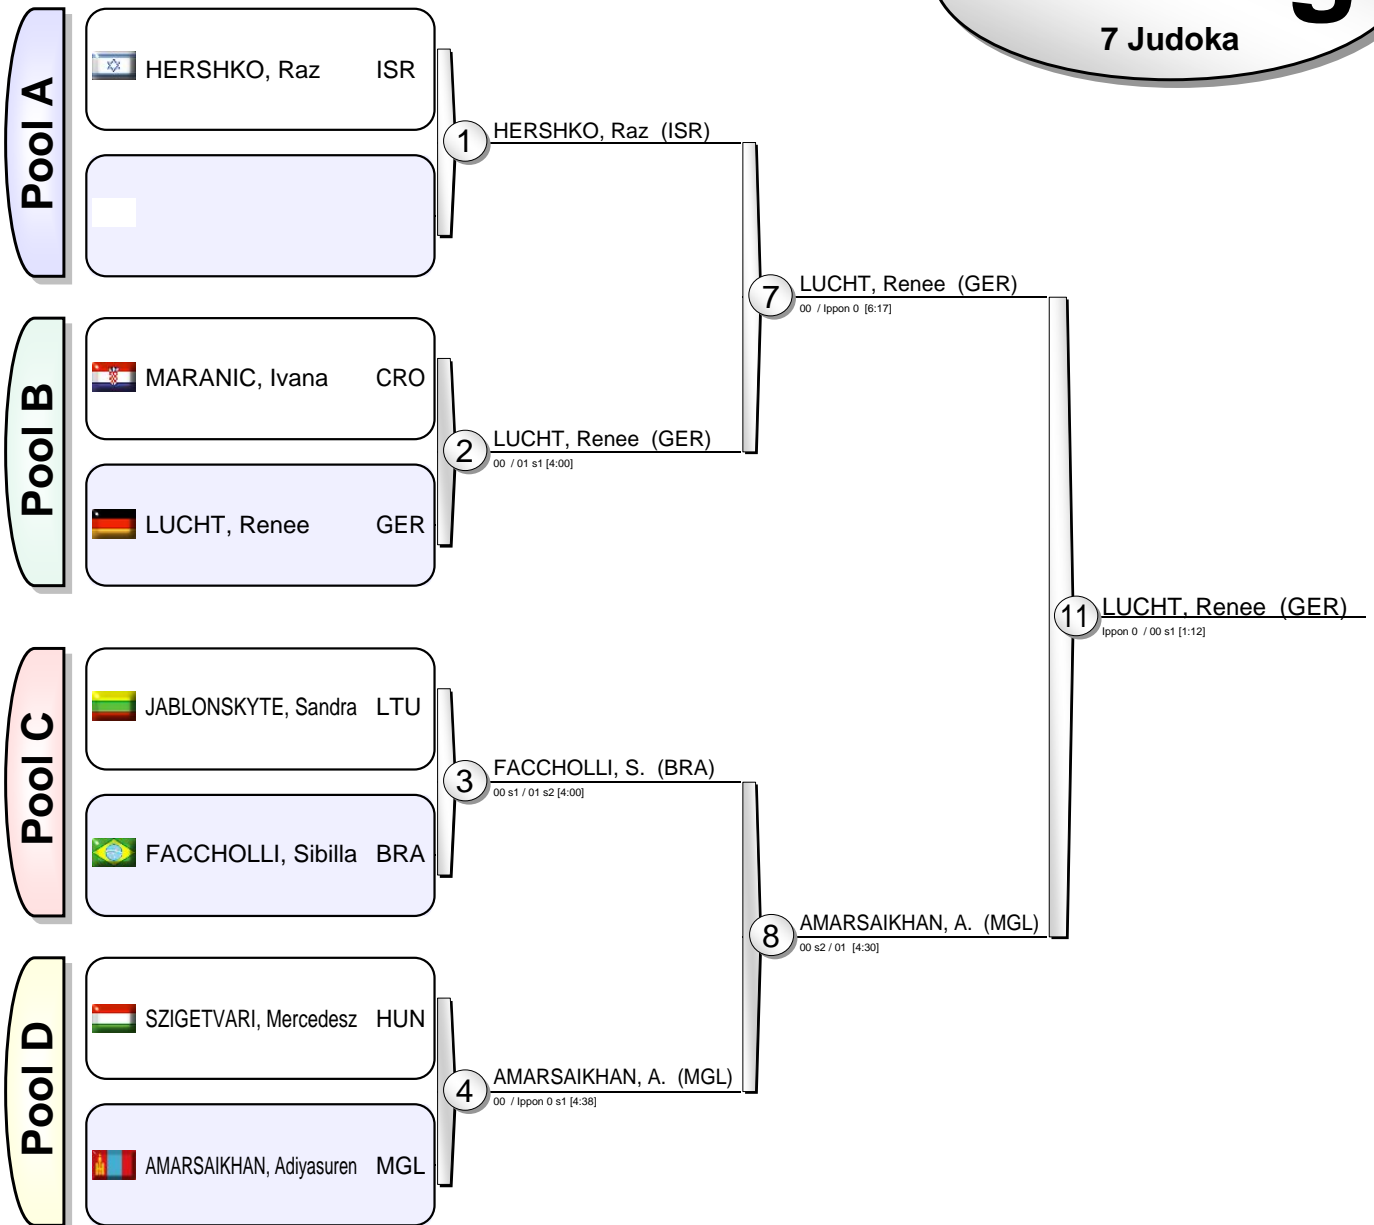 7 Judoka
Pool A
HERSHKO, Raz ISR
1
HERSHKO, Raz (ISR)
7
LUCHT, Renee (GER)
00 / Ippon 0 [6:17]
Pool B
MARANIC, Ivana CRO
2
LUCHT, Renee (GER)
00 / 01 s1 [4:00]
LUCHT, Renee GER
11
LUCHT, Renee (GER)
Ippon 0 / 00 s1 [1:12]
Pool C
JABLONSKYTE, Sandra LTU
3
FACCHOLLI, S. (BRA)
00 s1 / 01 s2 [4:00]
FACCHOLLI, Sibilla BRA
8
AMARSAIKHAN, A. (MGL)
00 s2 / 01 [4:30]
Pool D
SZIGETVARI, Mercedesz HUN
4
AMARSAIKHAN, A. (MGL)
00 / Ippon 0 s1 [4:38]
AMARSAIKHAN, Adiyasuren MGL